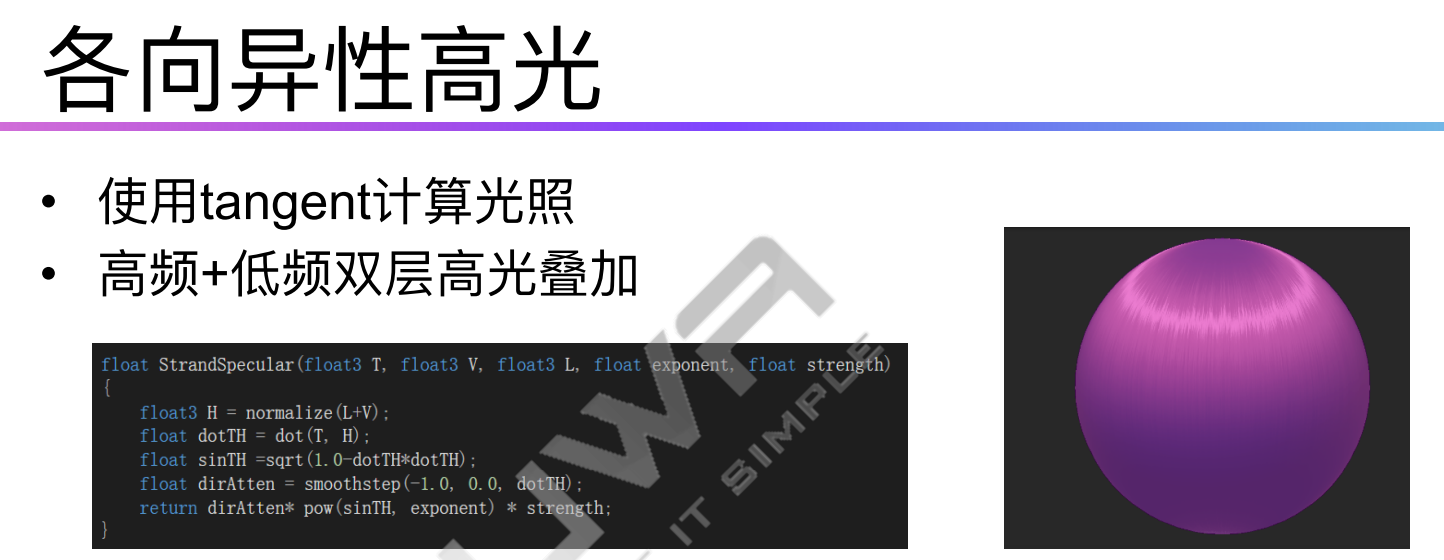 各向异性高光
• 使用tangent计算光照
• 高频+低频双层高光叠加
float StrandSpecular(float3 T, float3 V, float3 L, float exponent, float strength)
{
    float3 H = normalize(L+V);
    float dotTH = dot(T, H);
    float sinTH =sqrt(1.0-dotTH*dotTH);
    float dirAtten = smoothstep(-1.0, 0.0, dotTH);
    return dirAtten* pow(sinTH, exponent) * strength;
}
UWA
IT SIMPLE